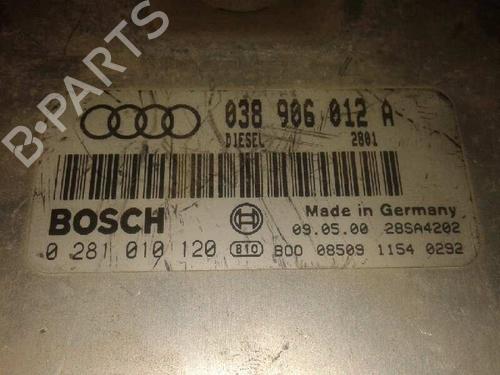 B·PARTS
038 906 012 A
DIESEL 2801
BOSCH
Made in Germany
09.05.00 28SA4202
0 281 010 120 B10 B00 08509 1154 0292